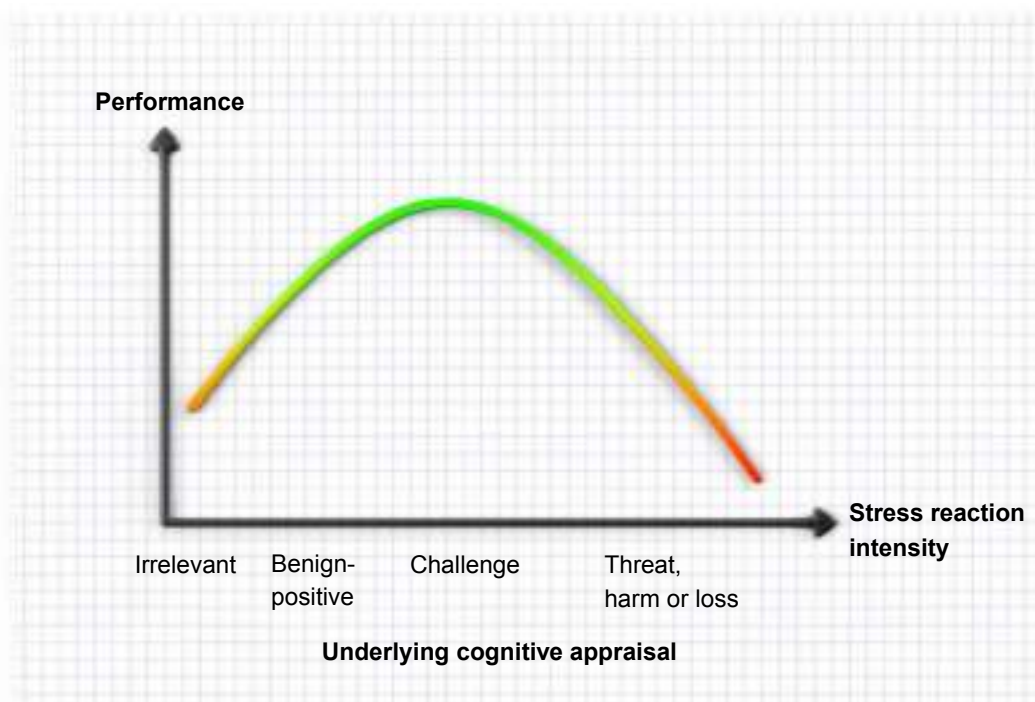 Performance
Stress reaction
intensity
Irrelevant
Benign-
positive
Challenge
Threat,
harm or loss
Underlying cognitive appraisal